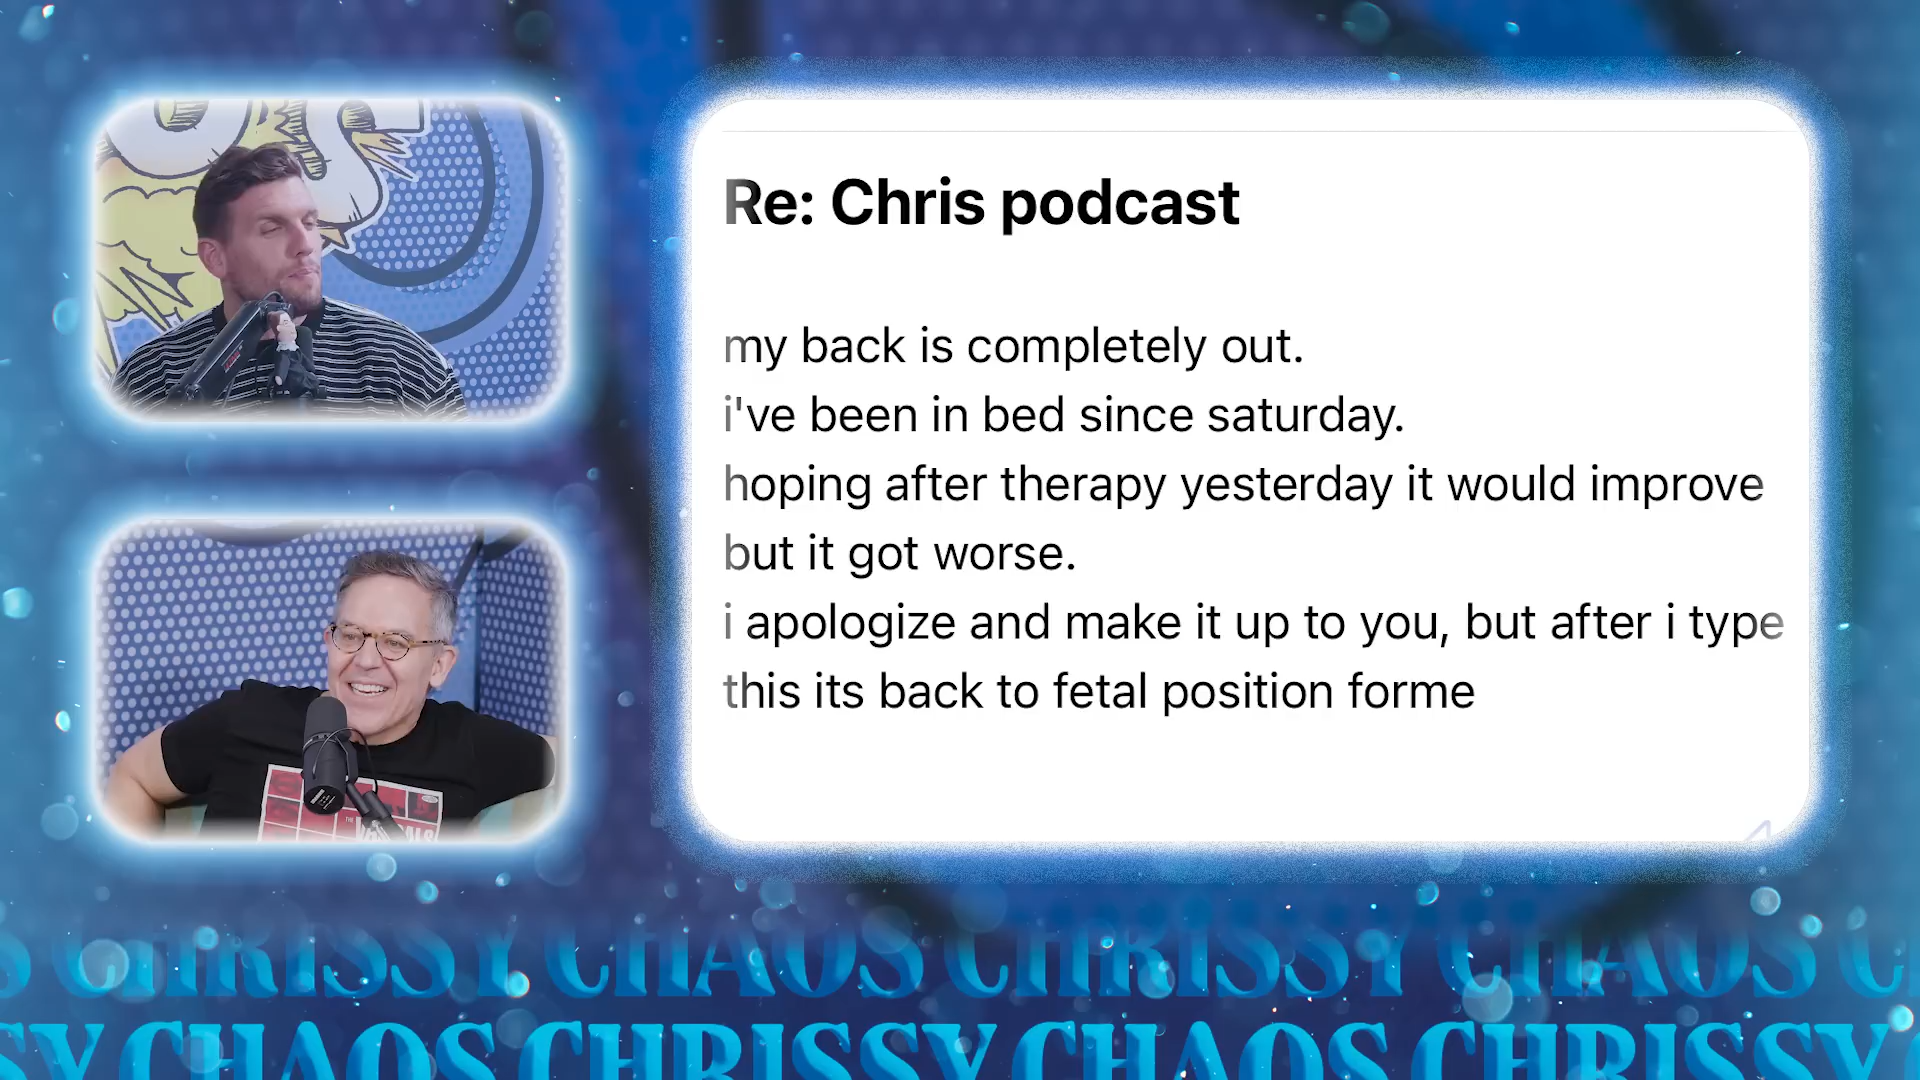 Re: Chris podcast
my back is completely out.
i've been in bed since saturday.
hoping after therapy yesterday it would improve
but it got worse.
i apologize and make it up to you, but after i type
this its back to fetal position forme
S CHRISSY CHAOS CHRISSY CHAOS C
SY CHAOS CHRISSY CHAOS CHRISSY